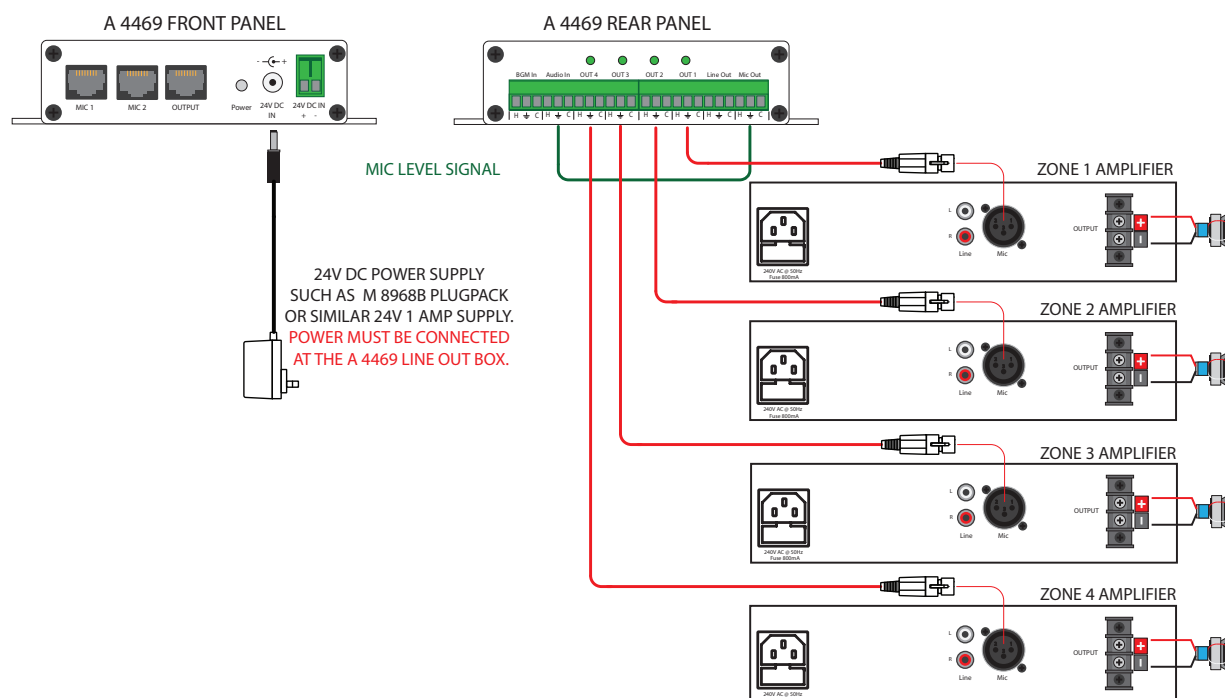 A 4469 FRONT PANEL
MIC 1
MIC 2
OUTPUT
Power
- +
24V DC
IN
24V DC IN
+ -
A 4469 REAR PANEL
BGM In Audio In OUT 4 OUT 3 OUT 2 OUT 1 Line Out Mic Out
H C H C H C H C H C H C H C H C
MIC LEVEL SIGNAL
24V DC POWER SUPPLY
SUCH AS M 8968B PLUGPACK
OR SIMILAR 24V 1 AMP SUPPLY.
POWER MUST BE CONNECTED
AT THE A 4469 LINE OUT BOX.
ZONE 1 AMPLIFIER
240V AC @ 50Hz
Fuse 800mA
L
R
Line
Mic
OUTPUT
+
-
ZONE 2 AMPLIFIER
240V AC @ 50Hz
Fuse 800mA
L
R
Line
Mic
OUTPUT
+
-
ZONE 3 AMPLIFIER
240V AC @ 50Hz
Fuse 800mA
L
R
Line
Mic
OUTPUT
+
-
ZONE 4 AMPLIFIER
240V AC @ 50Hz
L
R
Line
Mic
OUTPUT
+
-